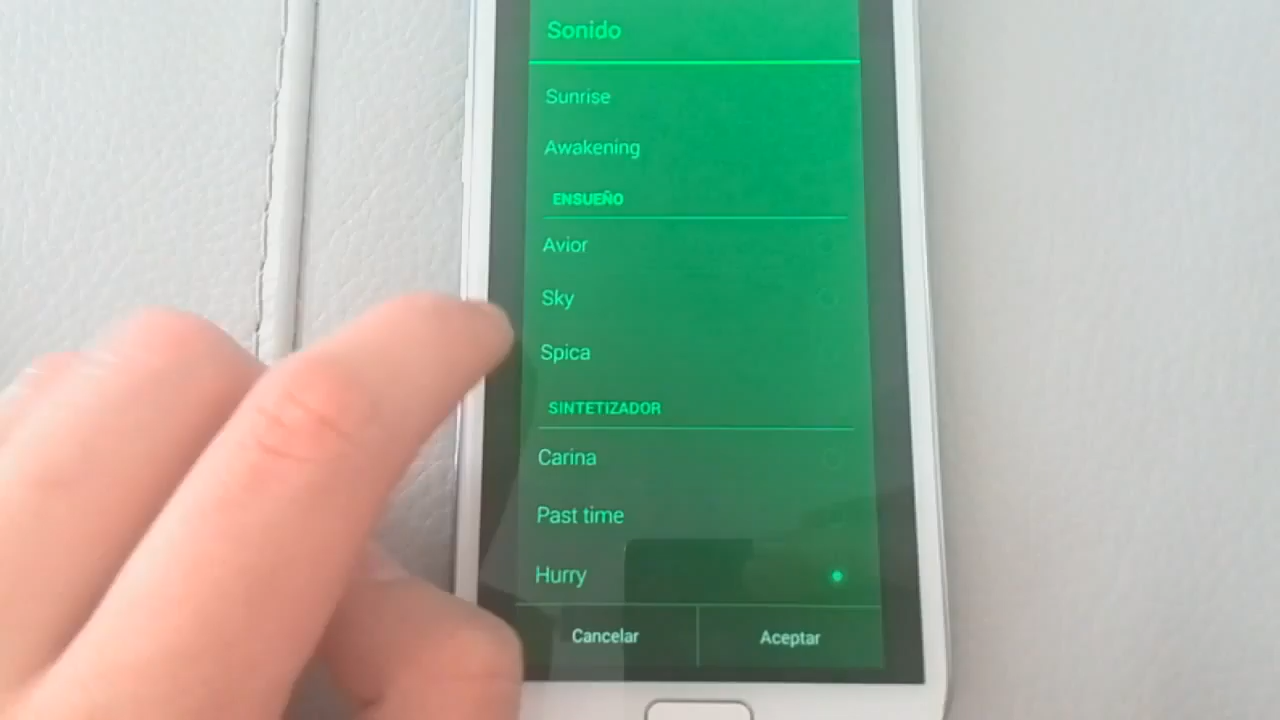 Sonido
Sunrise
Awakening
ENSUEÑO
Avior
Sky
Spica
SINTETIZADOR
Carina
Past time
Hurry
Cancelar
Aceptar